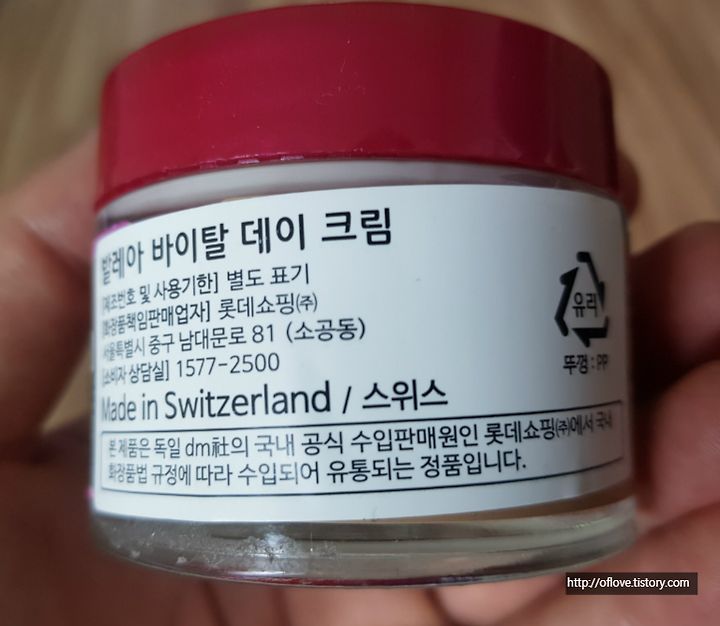 발레아 바이탈 데이 크림
[제조번호 및 사용기한] 별도 표기
[화장품책임판매업자] 롯데쇼핑㈜
서울특별시 중구 남대문로 81 (소공동)
[소비자 상담실] 1577-2500
Made in Switzerland / 스위스
본 제품은 독일 dm社의 국내 공식 수입판매원인 롯데쇼핑㈜에서 국내
화장품법 규정에 따라 수입되어 유통되는 정품입니다.
유리
뚜껑 : PP
http://oflove.tistory.com